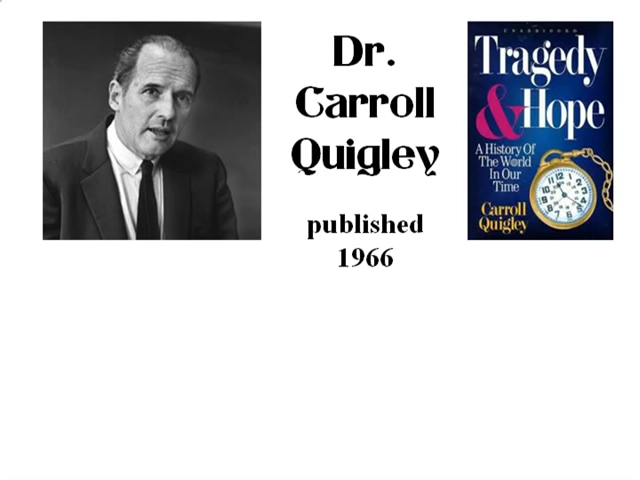 Dr.
Carroll
Quigley
published
1966
UNABRIDGED
Tragedy
& Hope
A History Of
The World
In Our
Time
Carroll
Quigley